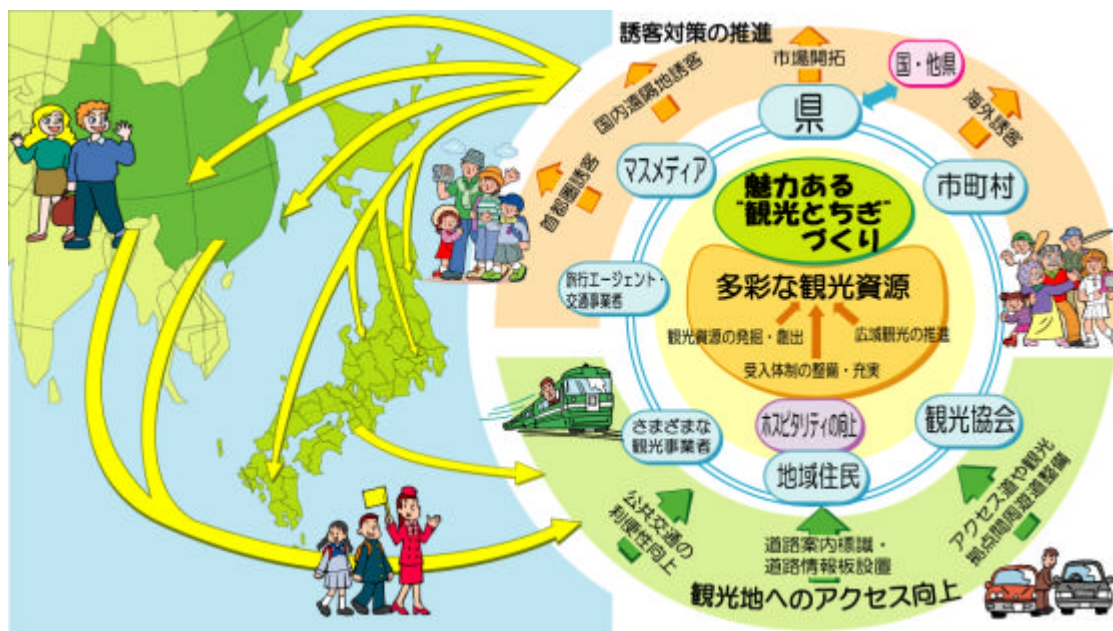 誘客対策の推進
市場開拓
国・他県
国内遠隔地誘客
海外誘客
首都圏誘客
県
マスメディア
市町村
魅力ある
"観光とちぎ"
づくり
旅行エージェント・
交通事業者
多彩な観光資源
観光資源の発掘・創出
広域観光の推進
受入体制の整備・充実
さまざまな
観光事業者
ホスピタリティの向上
観光協会
地域住民
公共交通の
利便性向上
道路案内標識・
道路情報板設置
アクセス道や観光
拠点間周遊道整備
観光地へのアクセス向上